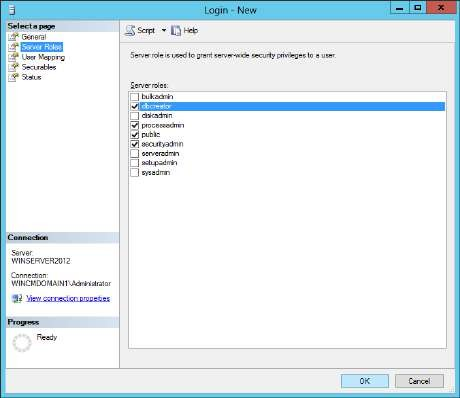 Login - New
Select a page
General
Server Roles
User Mapping
Securables
Status
Script
Help
Server role is used to grant server-wide security privileges to a user.
Server roles:
bulkadmin
dbcreator
diskadmin
processadmin
public
securityadmin
serveradmin
setupadmin
sysadmin
Connection
Server:
WINSERVER2012
Connection:
WINCMDOMAIN1\Administrator
View connection properties
Progress
Ready
OK
Cancel